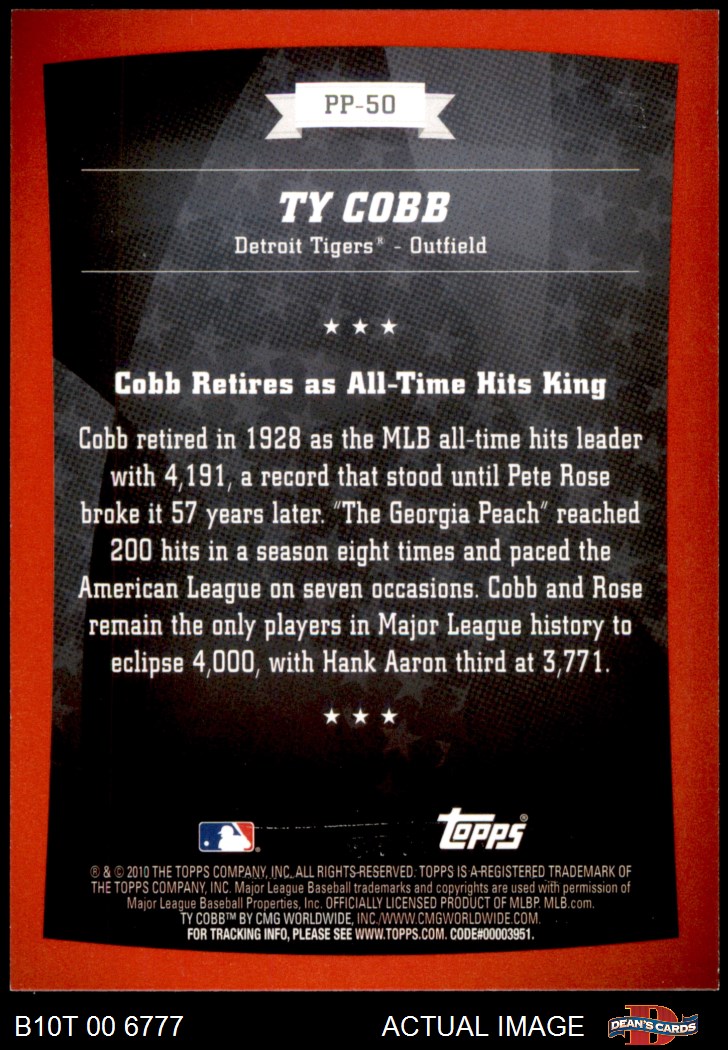 PP-50
TY COBB
Detroit Tigers® - Outfield
Cobb Retires as All-Time Hits King
Cobb retired in 1928 as the MLB all-time hits leader
with 4,191, a record that stood until Pete Rose
broke it 57 years later. "The Georgia Peach" reached
200 hits in a season eight times and paced the
American League on seven occasions. Cobb and Rose
remain the only players in Major League history to
eclipse 4,000, with Hank Aaron third at 3,771.
TOPPS®
® & © 2010 THE TOPPS COMPANY, INC. ALL RIGHTS RESERVED. TOPPS IS A REGISTERED TRADEMARK OF
THE TOPPS COMPANY, INC. Major League Baseball trademarks and copyrights are used with permission of
Major League Baseball Properties, Inc. OFFICIALLY LICENSED PRODUCT OF MLBP. MLB.com.
TY COBB™ BY CMG WORLDWIDE, INC./WWW.CMGWORLDWIDE.COM.
FOR TRACKING INFO, PLEASE SEE WWW.TOPPS.COM. CODE#00003951.
B10T 00 6777 ACTUAL IMAGE DEAN'S CARDS